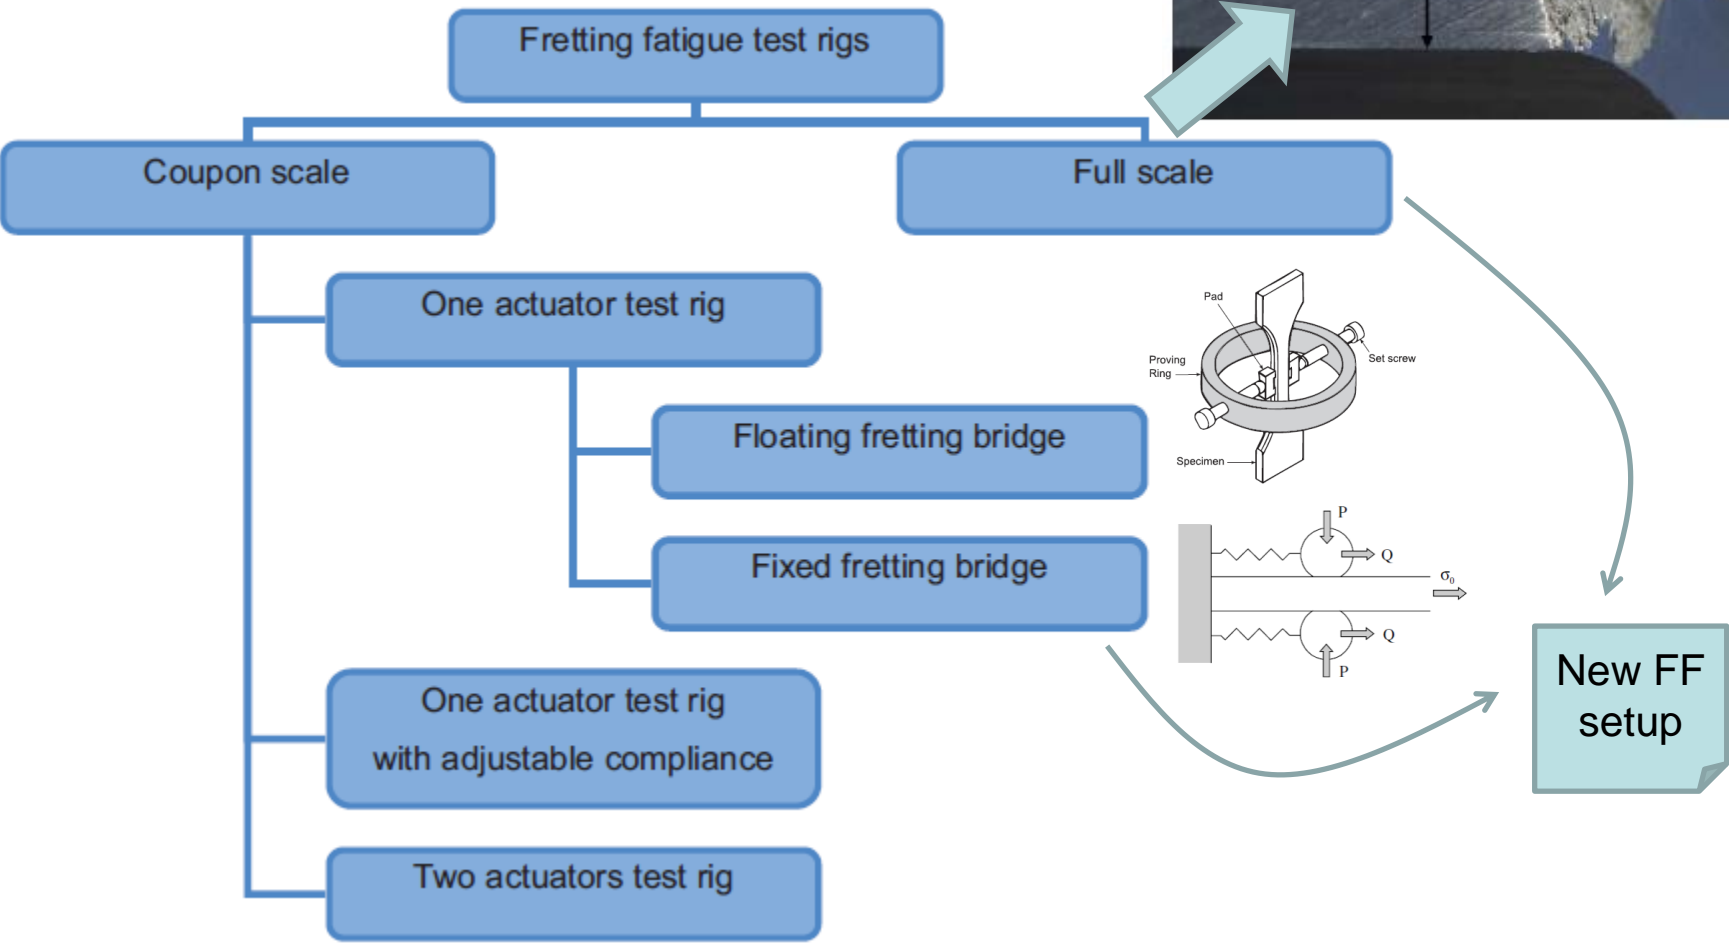 Fretting fatigue test rigs
Coupon scale
Full scale
One actuator test rig
Floating fretting bridge
Fixed fretting bridge
One actuator test rig
with adjustable compliance
Two actuators test rig
Pad
Proving
Ring
Set screw
Specimen
P
Q
σ₀
Q
P
New FF
setup